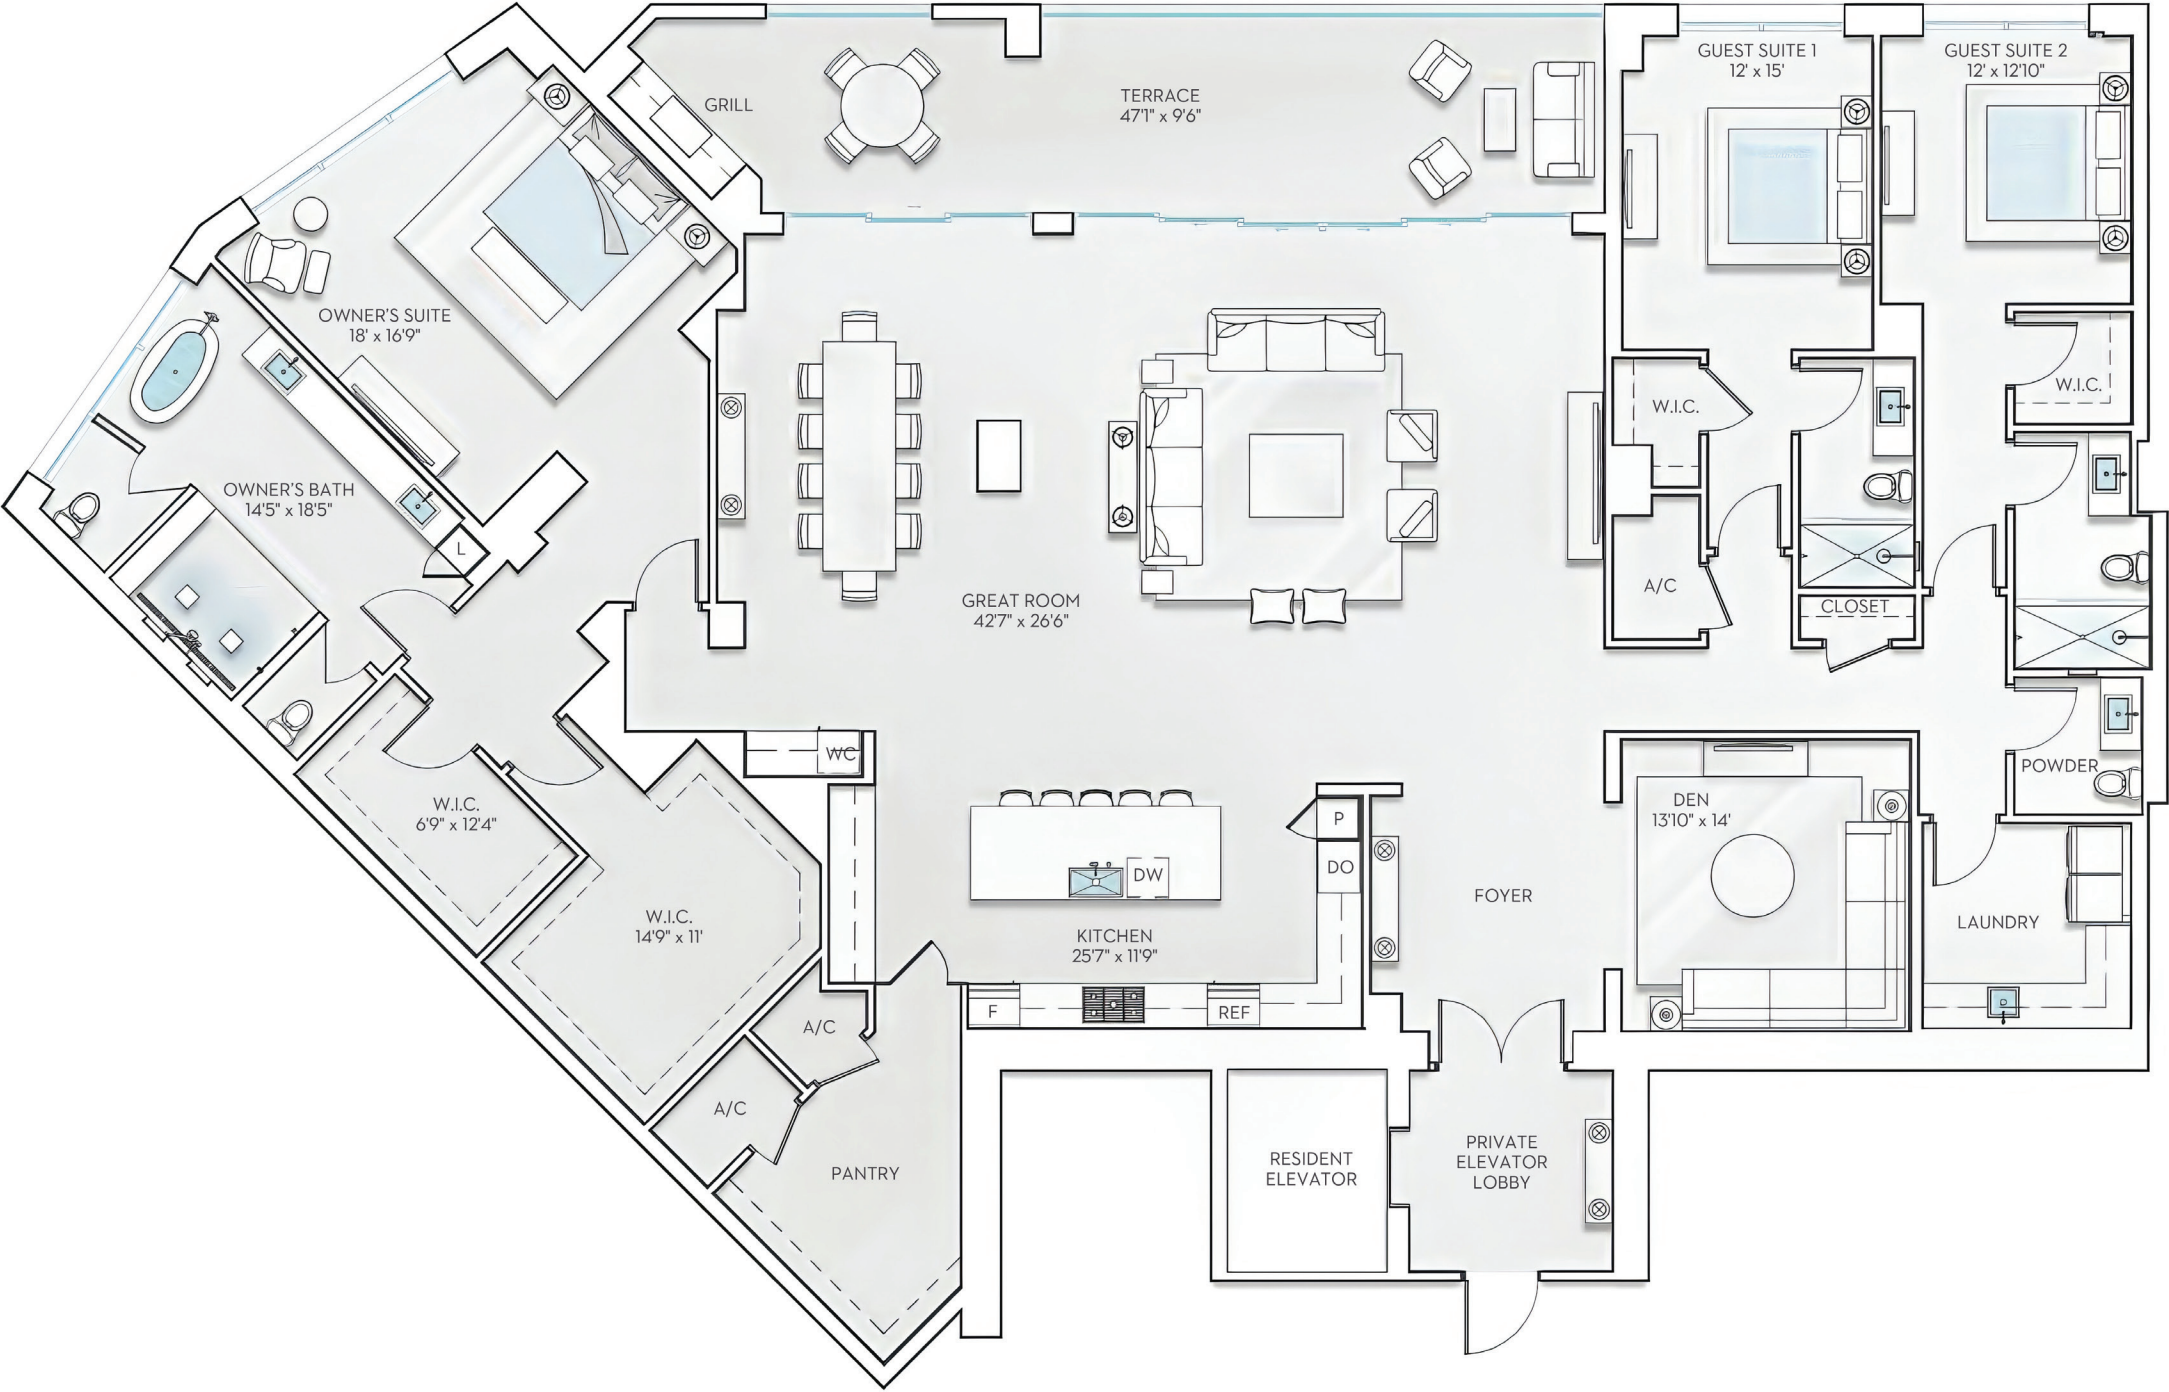 GUEST SUITE 1
12' x 15'
GUEST SUITE 2
12' x 12'10"
GRILL
TERRACE
47'1" x 9'6"
OWNER'S SUITE
18' x 16'9"
W.I.C.
W.I.C.
OWNER'S BATH
14'5" x 18'5"
L
A/C
GREAT ROOM
42'7" x 26'6"
CLOSET
WC
POWDER
W.I.C.
6'9" x 12'4"
DEN
13'10" x 14'
P
DO
DW
FOYER
W.I.C.
14'9" x 11'
LAUNDRY
KITCHEN
25'7" x 11'9"
F
REF
A/C
A/C
PANTRY
RESIDENT
ELEVATOR
PRIVATE
ELEVATOR
LOBBY